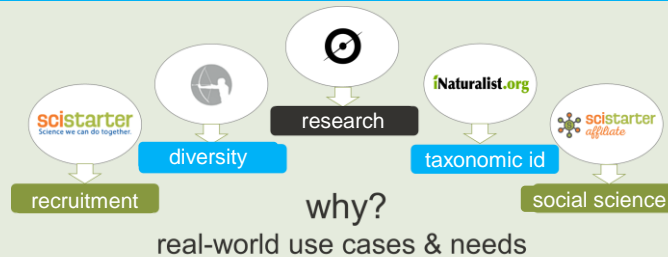 scistarter
Science we can do together.
iNaturalist.org
scistarter
affiliate
research
diversity
taxonomic id
recruitment
social science
why?
real-world use cases & needs